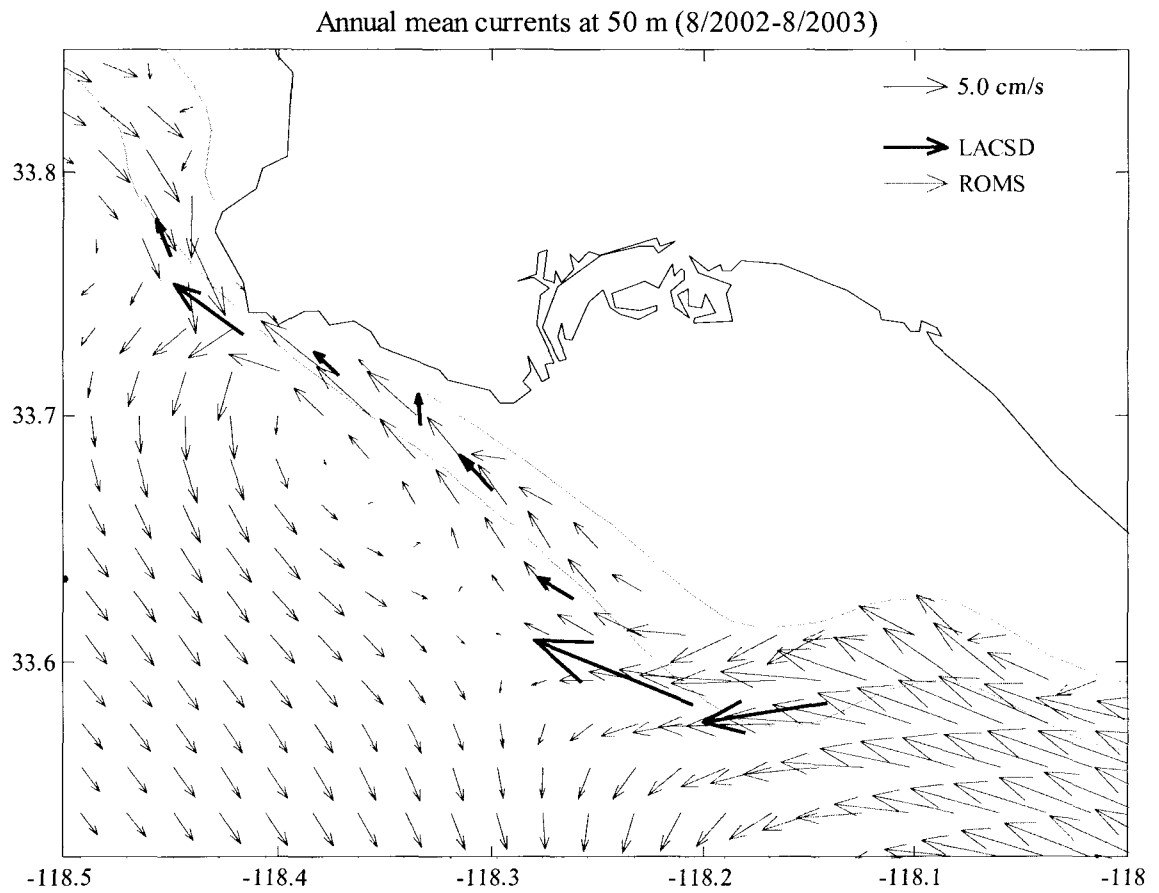 Annual mean currents at 50 m (8/2002-8/2003)
5.0 cm/s
LACSD
ROMS
33.8
33.7
33.6
-118.5
-118.4
-118.3
-118.2
-118.1
-118